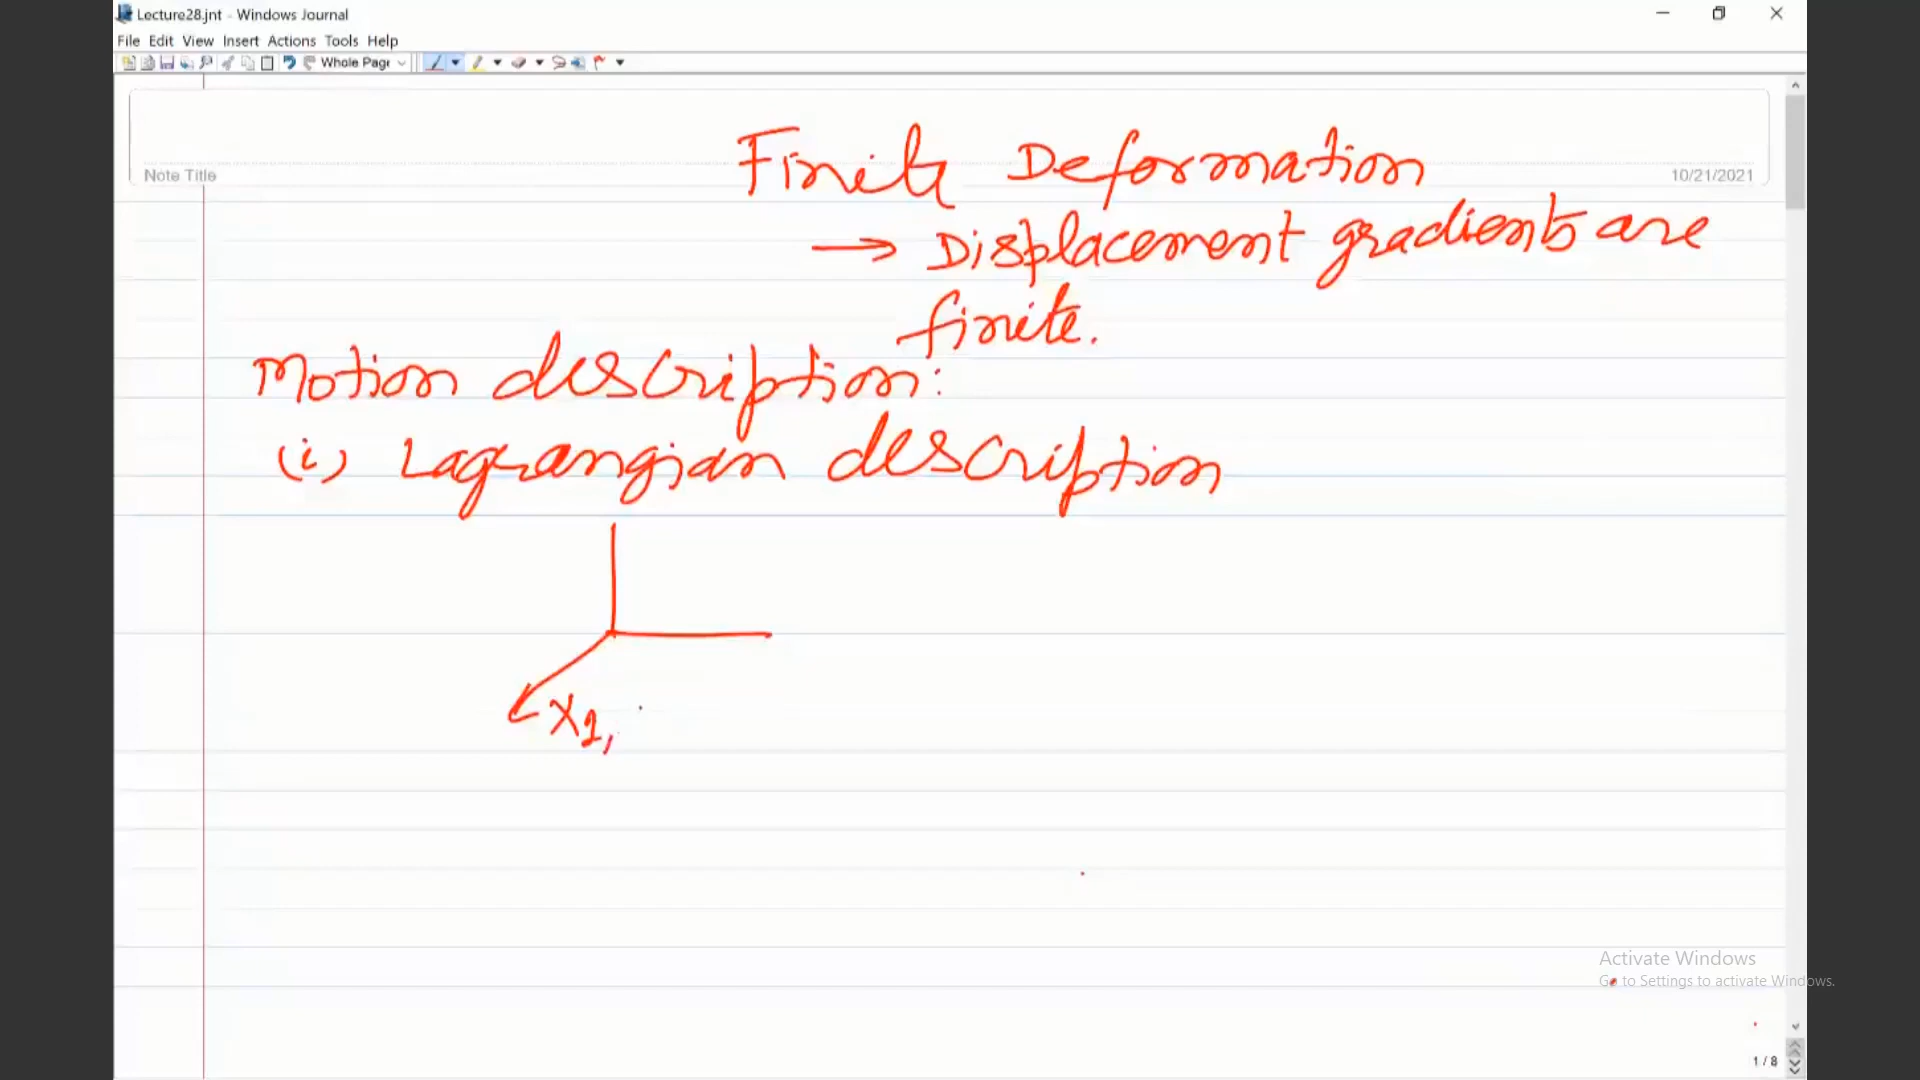 Lecture28.jnt - Windows Journal
File Edit View Insert Actions Tools Help
Whole Page
Finite Deformation
Note Title
10/21/2021
→ Displacement gradients are
finite.
Motion description:
(i) Lagrangian description
X1,
Activate Windows
Go to Settings to activate Windows.
1 / 8